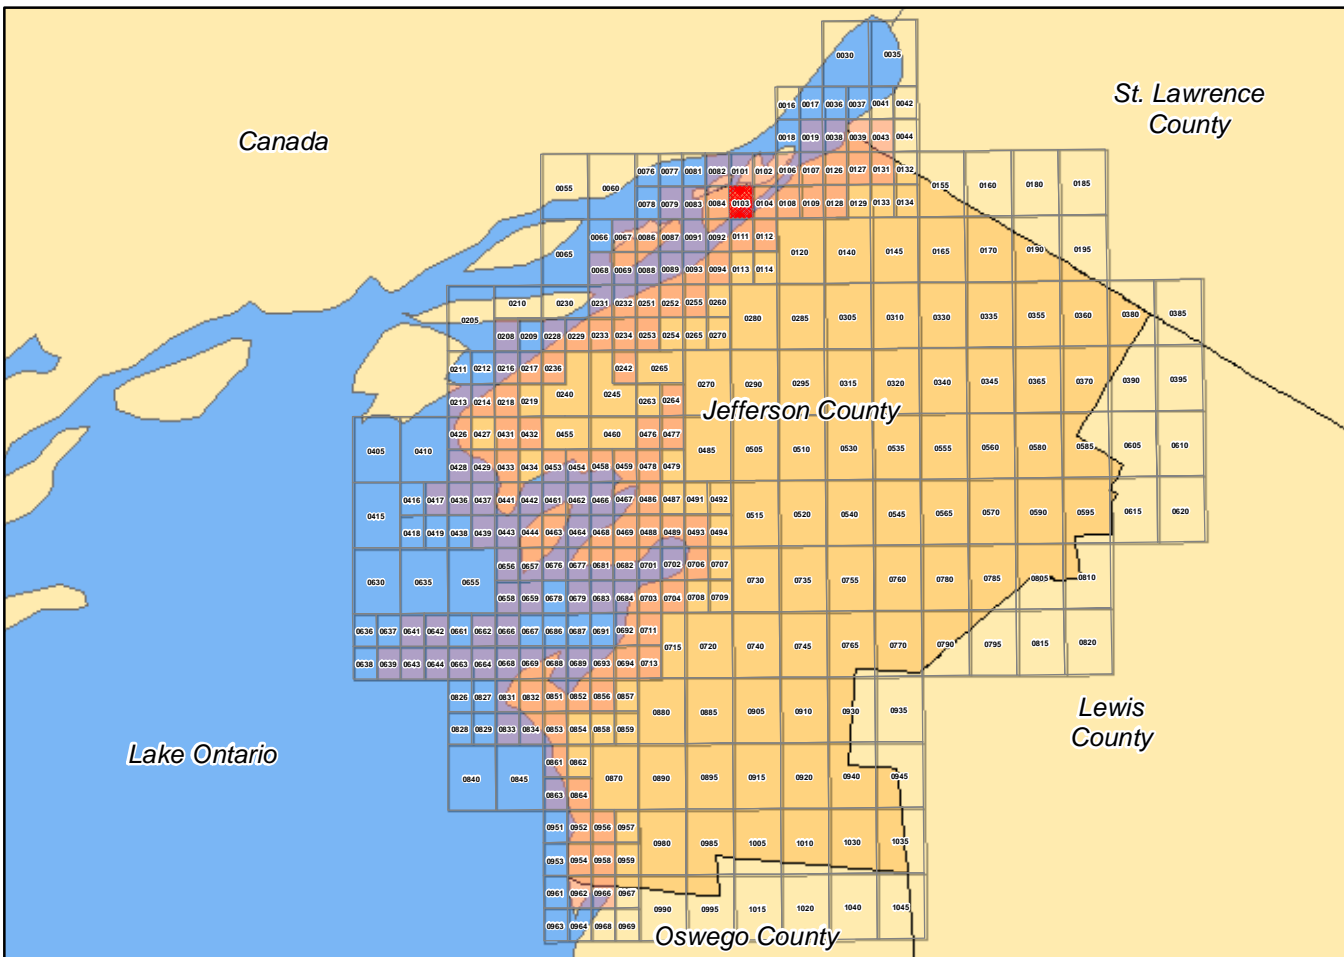 0030 0035
St. Lawrence
County
0016 0017 0036 0037 0041 0042
Canada
0018 0019 0038 0039 0043 0044
0076 0077 0081 0082 0101 0102 0106 0107 0126 0127 0131 0132
0055 0060 0155 0160 0180 0185
0078 0079 0083 0084 0103 0104 0108 0109 0128 0129 0133 0134
0066 0067 0086 0087 0091 0092 0111 0112
0065 0120 0140 0145 0165 0170 0190 0195
0068 0069 0088 0089 0093 0094 0113 0114
0210 0230 0231 0232 0251 0252 0255 0260
0205 0280 0285 0305 0310 0330 0335 0355 0360 0380 0385
0208 0209 0228 0229 0233 0234 0253 0254 0265 0270
0211 0212 0216 0217 0236 0242 0265
0270 0290 0295 0315 0320 0340 0345 0365 0370 0390 0395
0213 0214 0218 0219 0240 0245 0263 0264
Jefferson County
0426 0427 0431 0432 0455 0460 0476 0477
0405 0410 0485 0505 0510 0530 0535 0555 0560 0580 0585 0605 0610
0428 0429 0433 0434 0453 0454 0458 0459 0478 0479
0416 0417 0436 0437 0441 0442 0461 0462 0466 0467 0486 0487 0491 0492
0415 0515 0520 0540 0545 0565 0570 0590 0595 0615 0620
0418 0419 0438 0439 0443 0444 0463 0464 0468 0469 0488 0489 0493 0494
0656 0657 0676 0677 0681 0682 0701 0702 0706 0707
0630 0635 0655 0730 0735 0755 0760 0780 0785 0805 0810
0658 0659 0678 0679 0683 0684 0703 0704 0708 0709
0636 0637 0641 0642 0661 0662 0666 0667 0686 0687 0691 0692 0711
0715 0720 0740 0745 0765 0770 0790 0795 0815 0820
0638 0639 0643 0644 0663 0664 0668 0669 0688 0689 0693 0694 0713
0826 0827 0831 0832 0851 0852 0856 0857
0880 0885 0905 0910 0930 0935
Lewis
County
0828 0829 0833 0834 0853 0854 0858 0859
Lake Ontario
0861 0862
0840 0845 0870 0890 0895 0915 0920 0940 0945
0863 0864
0951 0952 0956 0957
0980 0985 1005 1010 1030 1035
0953 0954 0958 0959
0961 0962 0966 0967
0990 0995 1015 1020 1040 1045
0963 0964 0968 0969
Oswego County